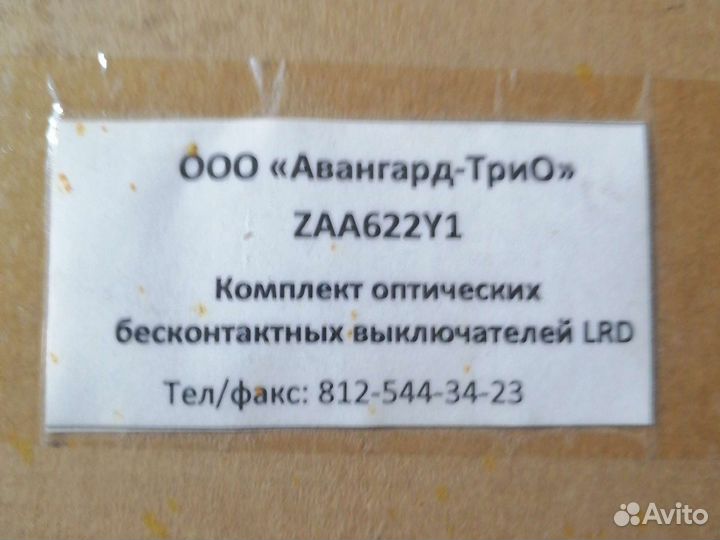 ООО «Авангард-ТриО»
ZAA622Y1
Комплект оптических
бесконтактных выключателей LRD
Тел/факс: 812-544-34-23
Avito